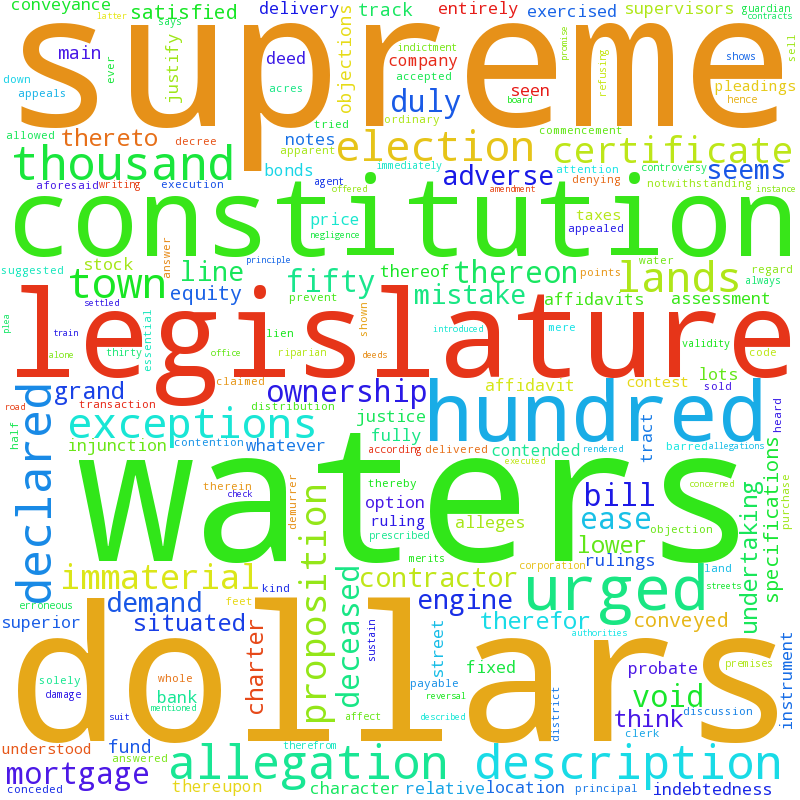 conveyance
satisfied
latter
says
delivery
track
entirely
exercised
supervisors
guardian
contracts
supreme
main
down
appeals
ever
justify
deed
objections
indictment
company
accepted
acres
seen
promise
refusing
shows
sell
pleadings
board
hence
duly
allowed
thereto
decree
tried
notes
apparent
ordinary
election
commencement
certificate
thousand
aforesaid
writing
execution
bonds
agent
immediately
offered
adverse
amendment
attention
denying
controversy
notwithstanding
seems
instance
constitution
price
negligence
taxes
appealed
suggested
stock
answer
principle
line
equity
town
settled
prevent
fifty
thereof
mistake
thereon
water
points
lands
regard
always
affidavits
assessment
legislature
plea
train
alone
thirty
essential
office
lien
riparian
shown
deeds
introduced
mere
validity
code
lots
sold
grand
claimed
ownership
affidavit
contest
road
transaction
distribution
justice
hundred
heard
half
declared
exceptions
fully
contended
tract
injunction
contention
whatever
according
delivered
rendered
barred
allegations
specifications
purchase
waters
therein
check
demurrer
proposition
thereby
executed
option
ruling
prescribed
alleges
bill
ease
objection
concerned
undertaking
merits
lower
rulings
immaterial
kind
contractor
corporation
urged
land
streets
erroneous
demand
feet
deceased
engine
superior
situated
therefor
authorities
conveyed
instrument
dollars
charter
sustain
street
fixed
probate
premises
solely
whole
damage
mentioned
bank
payable
reversal
void
suit
affect
described
district
think
discussion
clerk
understood
fund
answered
therefrom
allegation
description
mortgage
conceded
thereupon
character
relative
location
principal
indebtedness